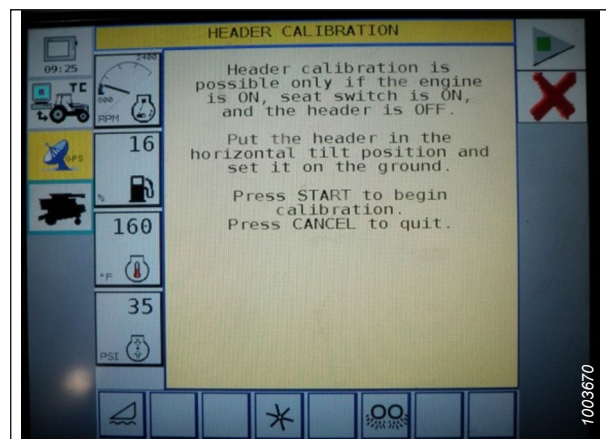 HEADER CALIBRATION
09:25
TC
GPS
2400
800
RPM
16
%
160
°F
35
PSI
Header calibration is
possible only if the engine
is ON, seat switch is ON,
and the header is OFF.
Put the header in the
horizontal tilt position and
set it on the ground.
Press START to begin
calibration.
Press CANCEL to quit.
1003670